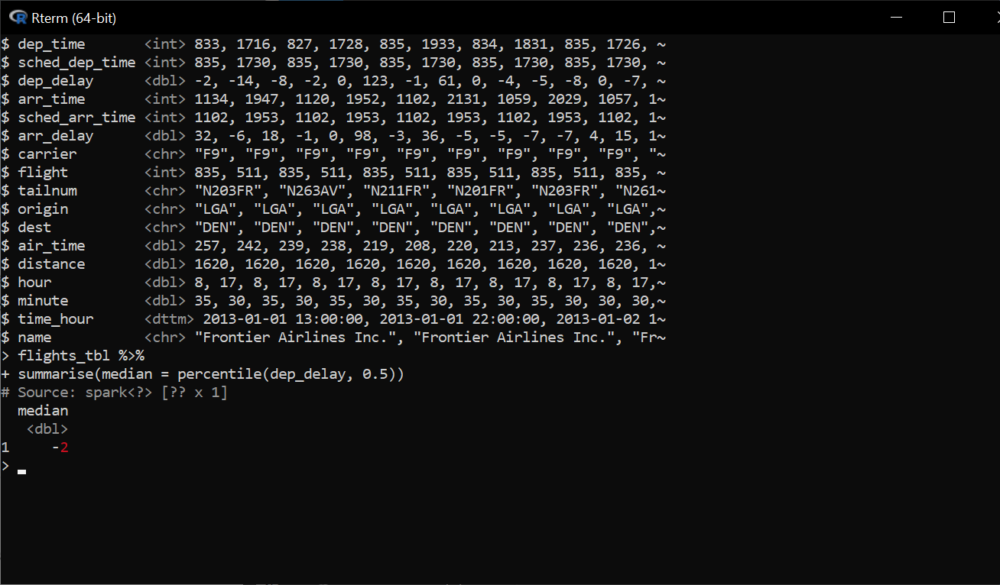 Rterm (64-bit)
$ dep_time       <int> 833, 1716, 827, 1728, 835, 1933, 834, 1831, 835, 1726, ~
$ sched_dep_time <int> 835, 1730, 835, 1730, 835, 1730, 835, 1730, 835, 1730, ~
$ dep_delay      <dbl> -2, -14, -8, -2, 0, 123, -1, 61, 0, -4, -5, -8, 0, -7, ~
$ arr_time       <int> 1134, 1947, 1120, 1952, 1102, 2131, 1059, 2029, 1057, 1~
$ sched_arr_time <int> 1102, 1953, 1102, 1953, 1102, 1953, 1102, 1953, 1102, 1~
$ arr_delay      <dbl> 32, -6, 18, -1, 0, 98, -3, 36, -5, -5, -7, -7, 4, 15, 1~
$ carrier        <chr> "F9", "F9", "F9", "F9", "F9", "F9", "F9", "F9", "F9", "~
$ flight         <int> 835, 511, 835, 511, 835, 511, 835, 511, 835, 511, 835, ~
$ tailnum        <chr> "N203FR", "N263AV", "N211FR", "N201FR", "N203FR", "N261~
$ origin         <chr> "LGA", "LGA", "LGA", "LGA", "LGA", "LGA", "LGA", "LGA",~
$ dest           <chr> "DEN", "DEN", "DEN", "DEN", "DEN", "DEN", "DEN", "DEN",~
$ air_time       <dbl> 257, 242, 239, 238, 219, 208, 220, 213, 237, 236, 236, ~
$ distance       <dbl> 1620, 1620, 1620, 1620, 1620, 1620, 1620, 1620, 1620, 1~
$ hour           <dbl> 8, 17, 8, 17, 8, 17, 8, 17, 8, 17, 8, 17, 8, 17, 8, 17,~
$ minute         <dbl> 35, 30, 35, 30, 35, 30, 35, 30, 35, 30, 35, 30, 30, 30,~
$ time_hour      <dttm> 2013-01-01 13:00:00, 2013-01-01 22:00:00, 2013-01-02 1~
$ name           <chr> "Frontier Airlines Inc.", "Frontier Airlines Inc.", "Fr~
> flights_tbl %>%
+ summarise(median = percentile(dep_delay, 0.5))
# Source: spark<?> [?? x 1]
  median
   <dbl>
1     -2
>